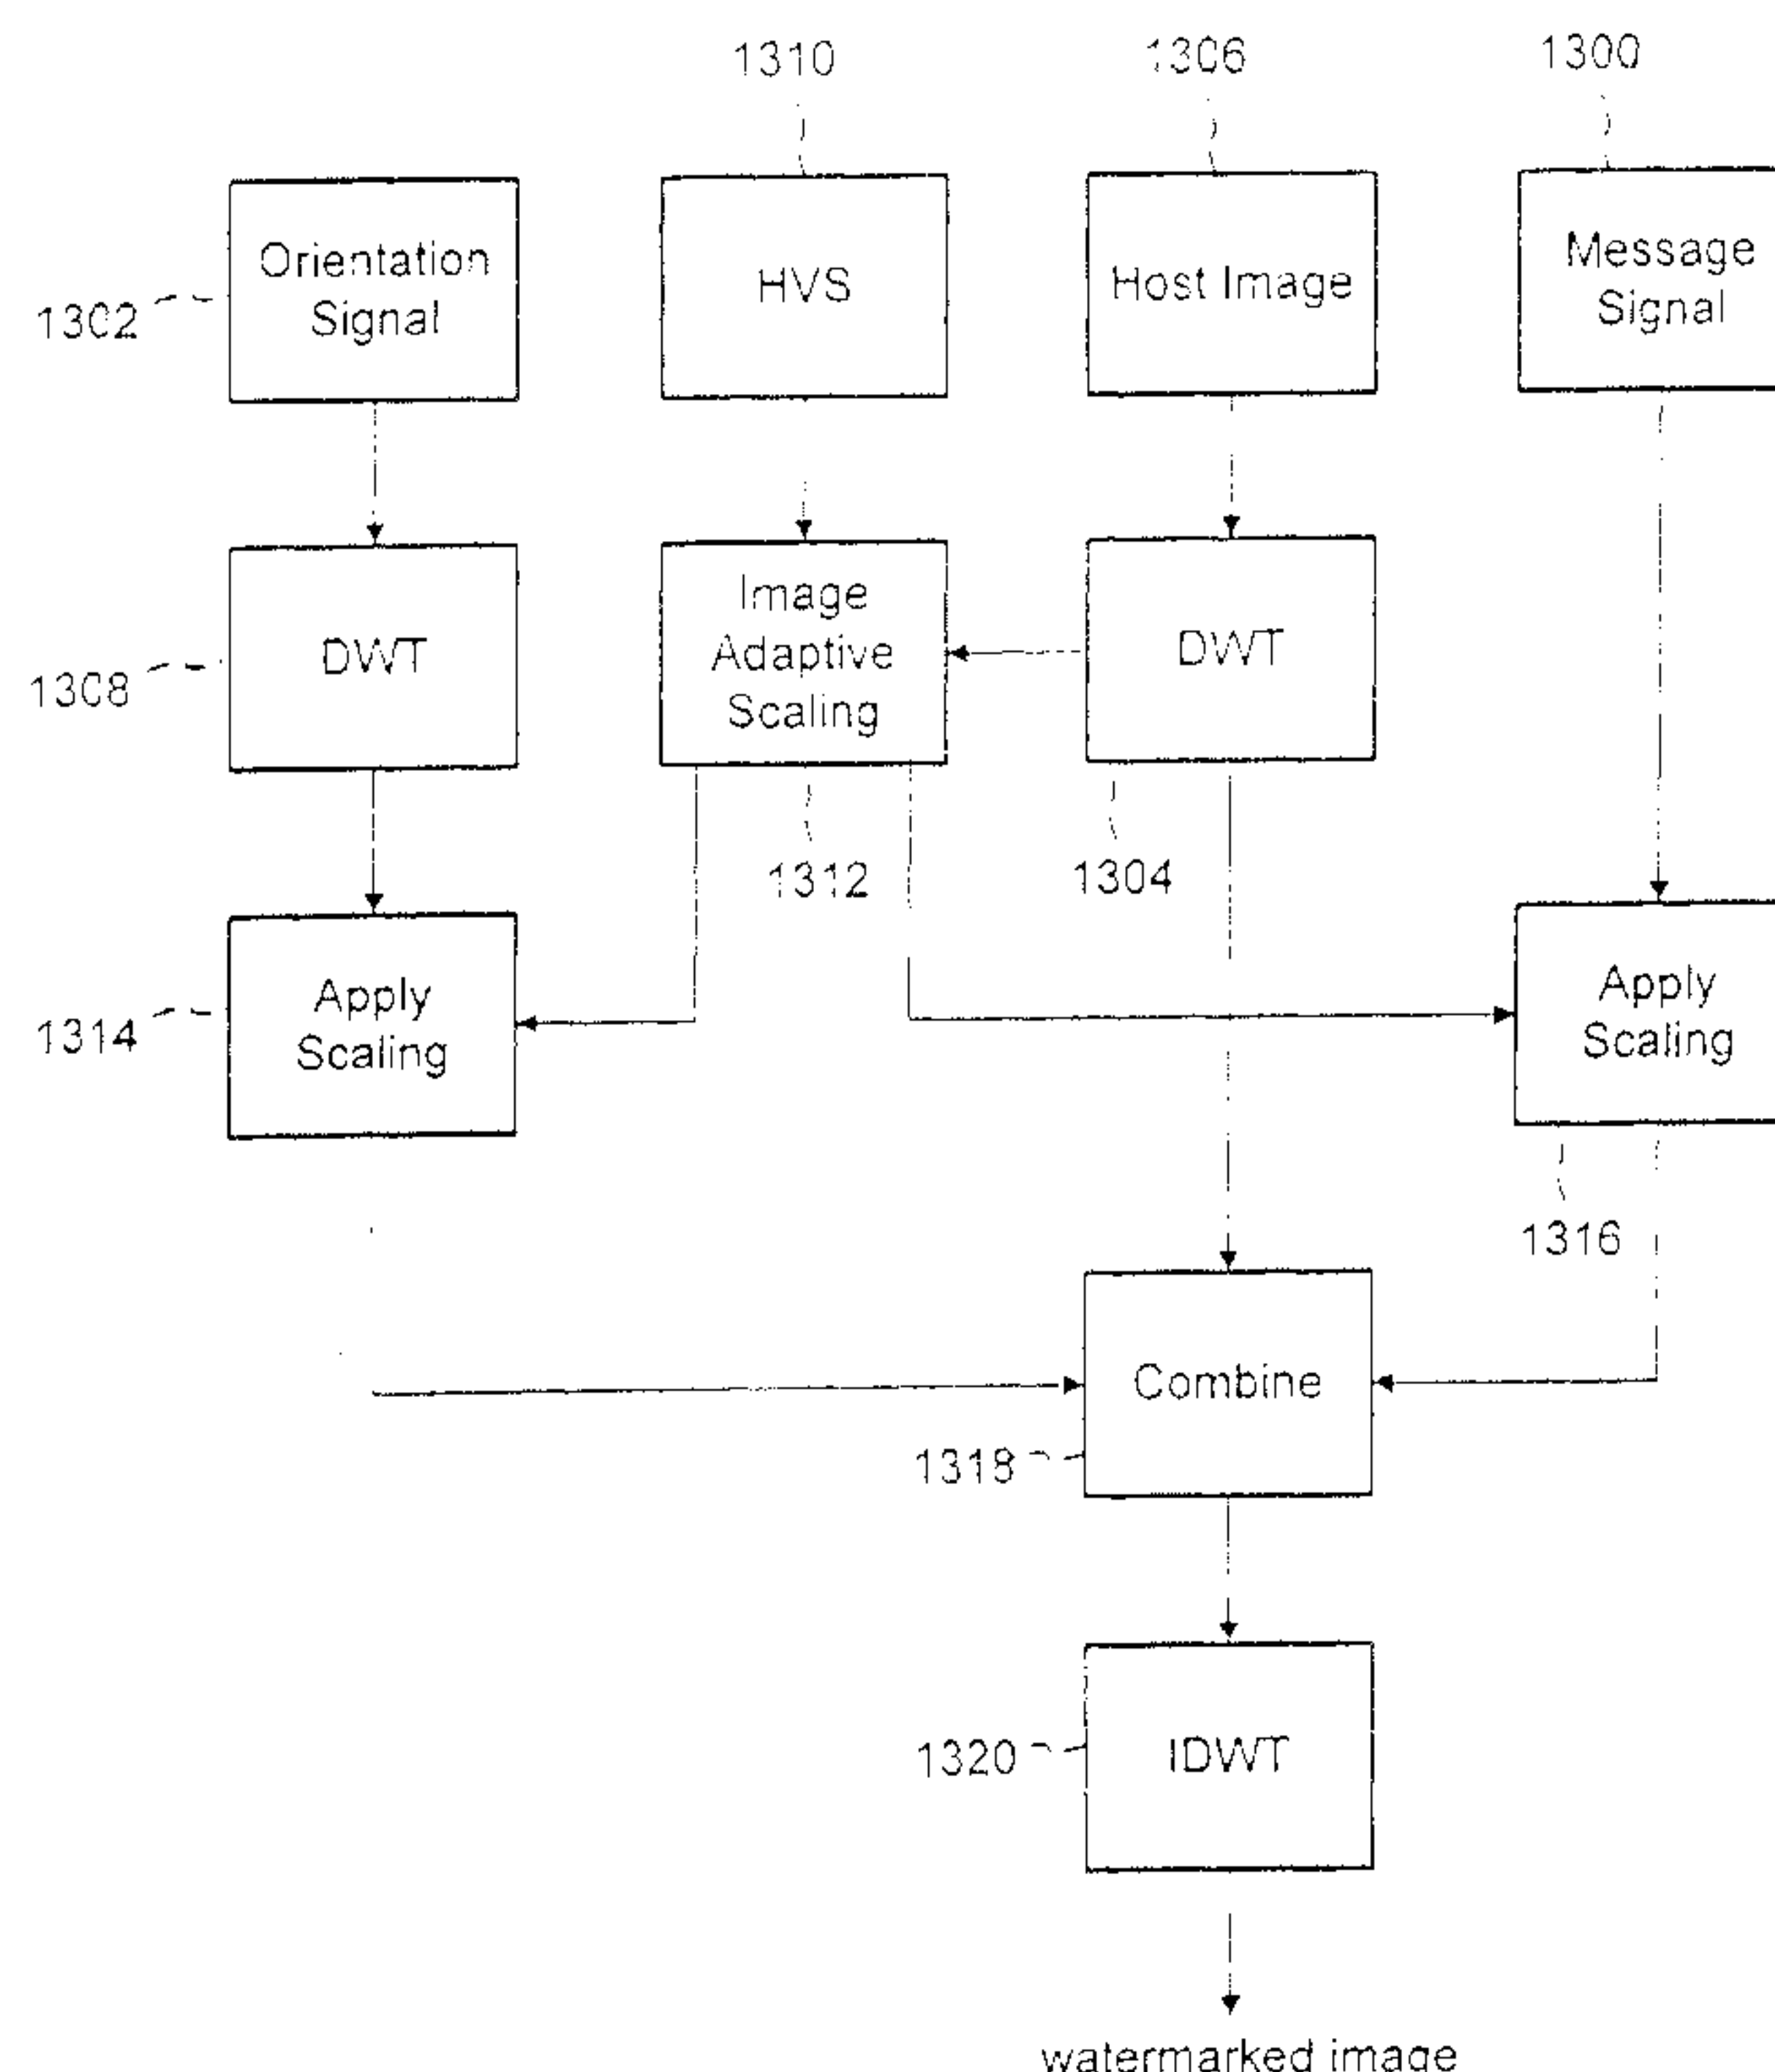 1310
1306
1300
Orientation
Signal
HVS
Host Image
Message
Signal
1302
DWT
Image
Adaptive
Scaling
DWT
1308
1312
1304
Apply
Scaling
Apply
Scaling
1314
1316
Combine
1318
IDWT
1320
watermarked image